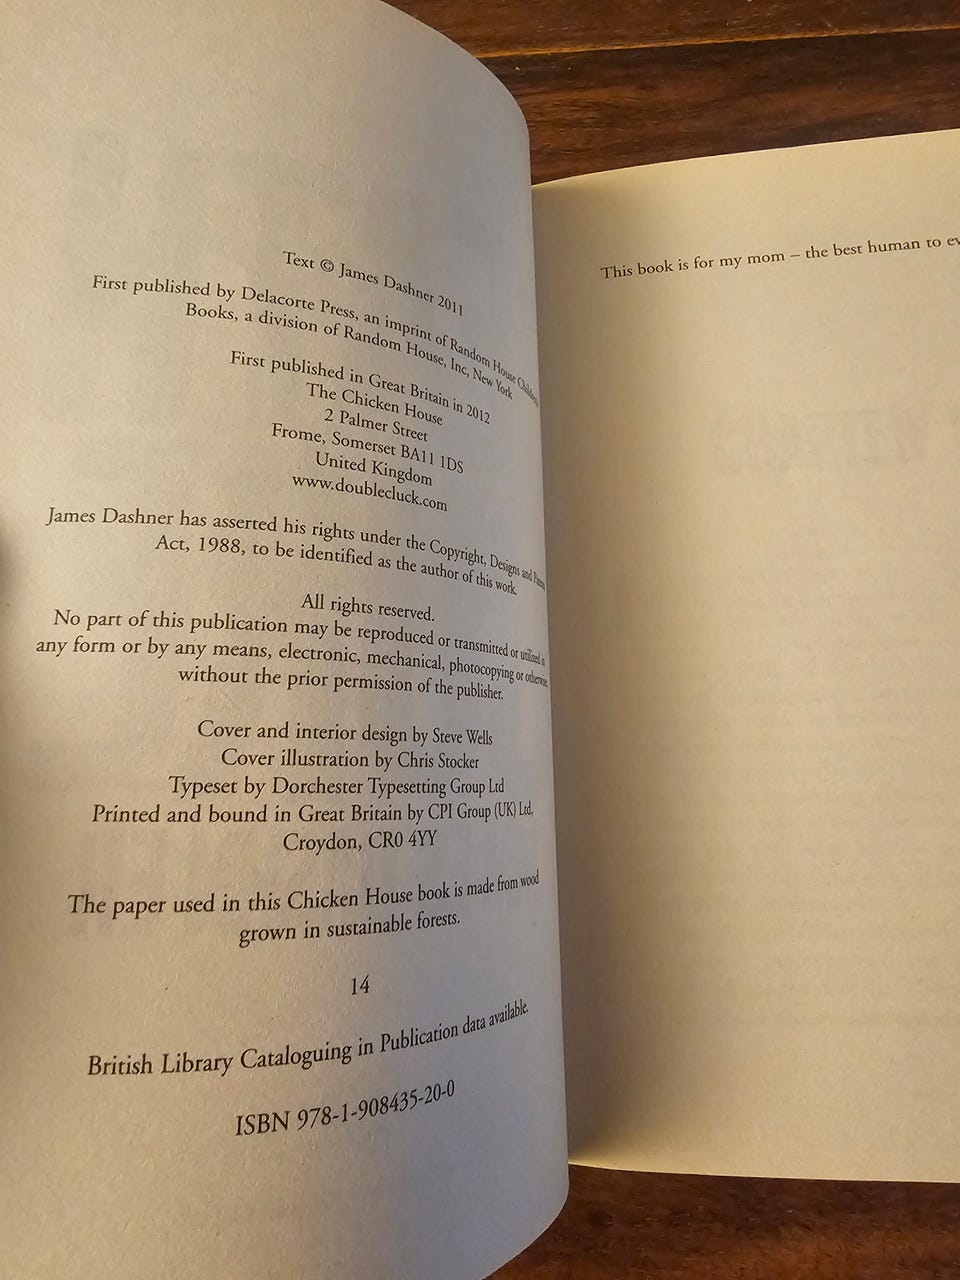 Text © James Dashner 2011
First published by Delacorte Press, an imprint of Random House
Books, a division of Random House, Inc, New York
First published in Great Britain in 2012
The Chicken House
2 Palmer Street
Frome, Somerset BA11 1DS
United Kingdom
www.doublecluck.com
James Dashner has asserted his rights under the Copyright, Designs and
Act, 1988, to be identified as the author of this work.
All rights reserved.
No part of this publication may be reproduced or transmitted or utilized in
any form or by any means, electronic, mechanical, photocopying or otherwise,
without the prior permission of the publisher.
Cover and interior design by Steve Wells
Cover illustration by Chris Stocker
Typeset by Dorchester Typesetting Group Ltd
Printed and bound in Great Britain by CPI Group (UK) Ltd,
Croydon, CR0 4YY
The paper used in this Chicken House book is made from wood
grown in sustainable forests.
14
British Library Cataloguing in Publication data available.
ISBN 978-1-908435-20-0
This book is for my mom – the best human to